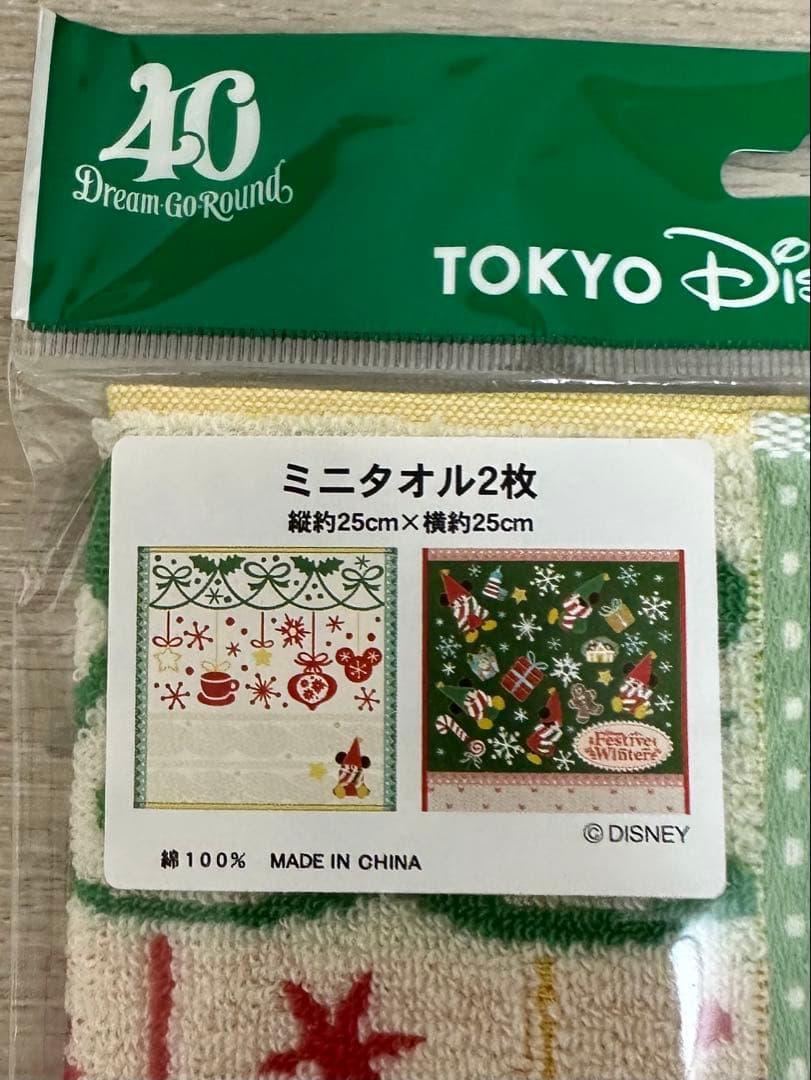 40
Dream-Go-Round
TOKYO Dis
ミニタオル2枚
縦約25cm×横約25cm
Festive
Winter
©DISNEY
綿100% MADE IN CHINA